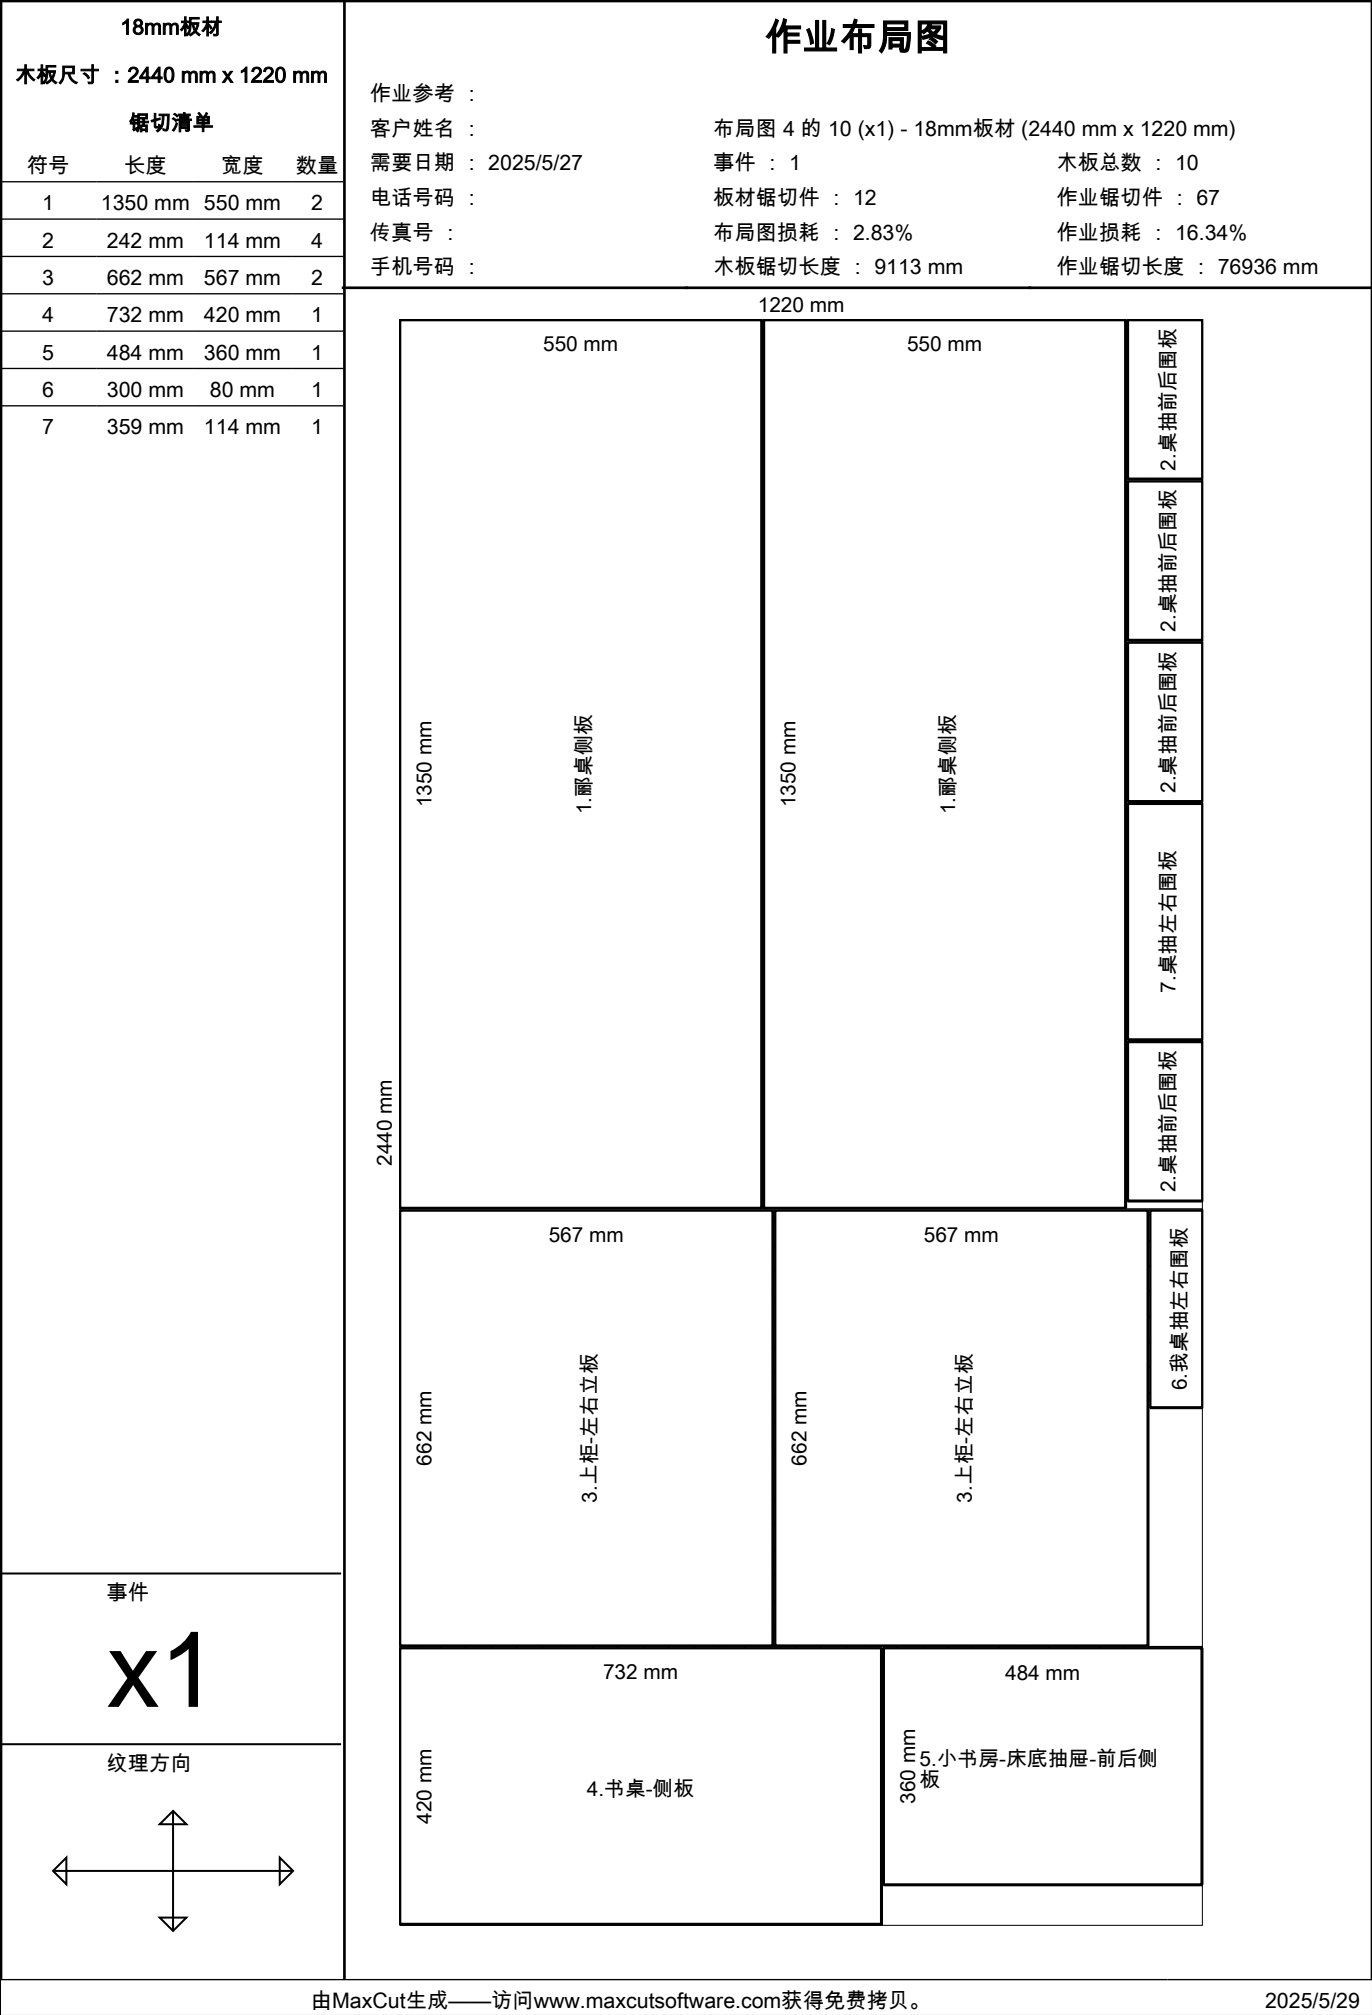 18mm板材
木板尺寸 : 2440 mm x 1220 mm
锯切清单
符号 长度 宽度 数量
1 1350 mm 550 mm 2
2 242 mm 114 mm 4
3 662 mm 567 mm 2
4 732 mm 420 mm 1
5 484 mm 360 mm 1
6 300 mm 80 mm 1
7 359 mm 114 mm 1
事件
x1
纹理方向
作业布局图
作业参考 :
客户姓名 : 布局图 4 的 10 (x1) - 18mm板材 (2440 mm x 1220 mm)
需要日期 : 2025/5/27 事件 : 1 木板总数 : 10
电话号码 : 板材锯切件 : 12 作业锯切件 : 67
传真号 : 布局图损耗 : 2.83% 作业损耗 : 16.34%
手机号码 : 木板锯切长度 : 9113 mm 作业锯切长度 : 76936 mm
1220 mm
2440 mm
550 mm
1350 mm
1.郦桌侧板
550 mm
1350 mm
1.郦桌侧板
2.桌抽前后围板
2.桌抽前后围板
2.桌抽前后围板
7.桌抽左右围板
2.桌抽前后围板
567 mm
662 mm
3.上柜-左右立板
567 mm
662 mm
3.上柜-左右立板
6.我桌抽左右围板
732 mm
420 mm
4.书桌-侧板
484 mm
360 mm
5.小书房-床底抽屉-前后侧
板
由MaxCut生成——访问www.maxcutsoftware.com获得免费拷贝。 2025/5/29